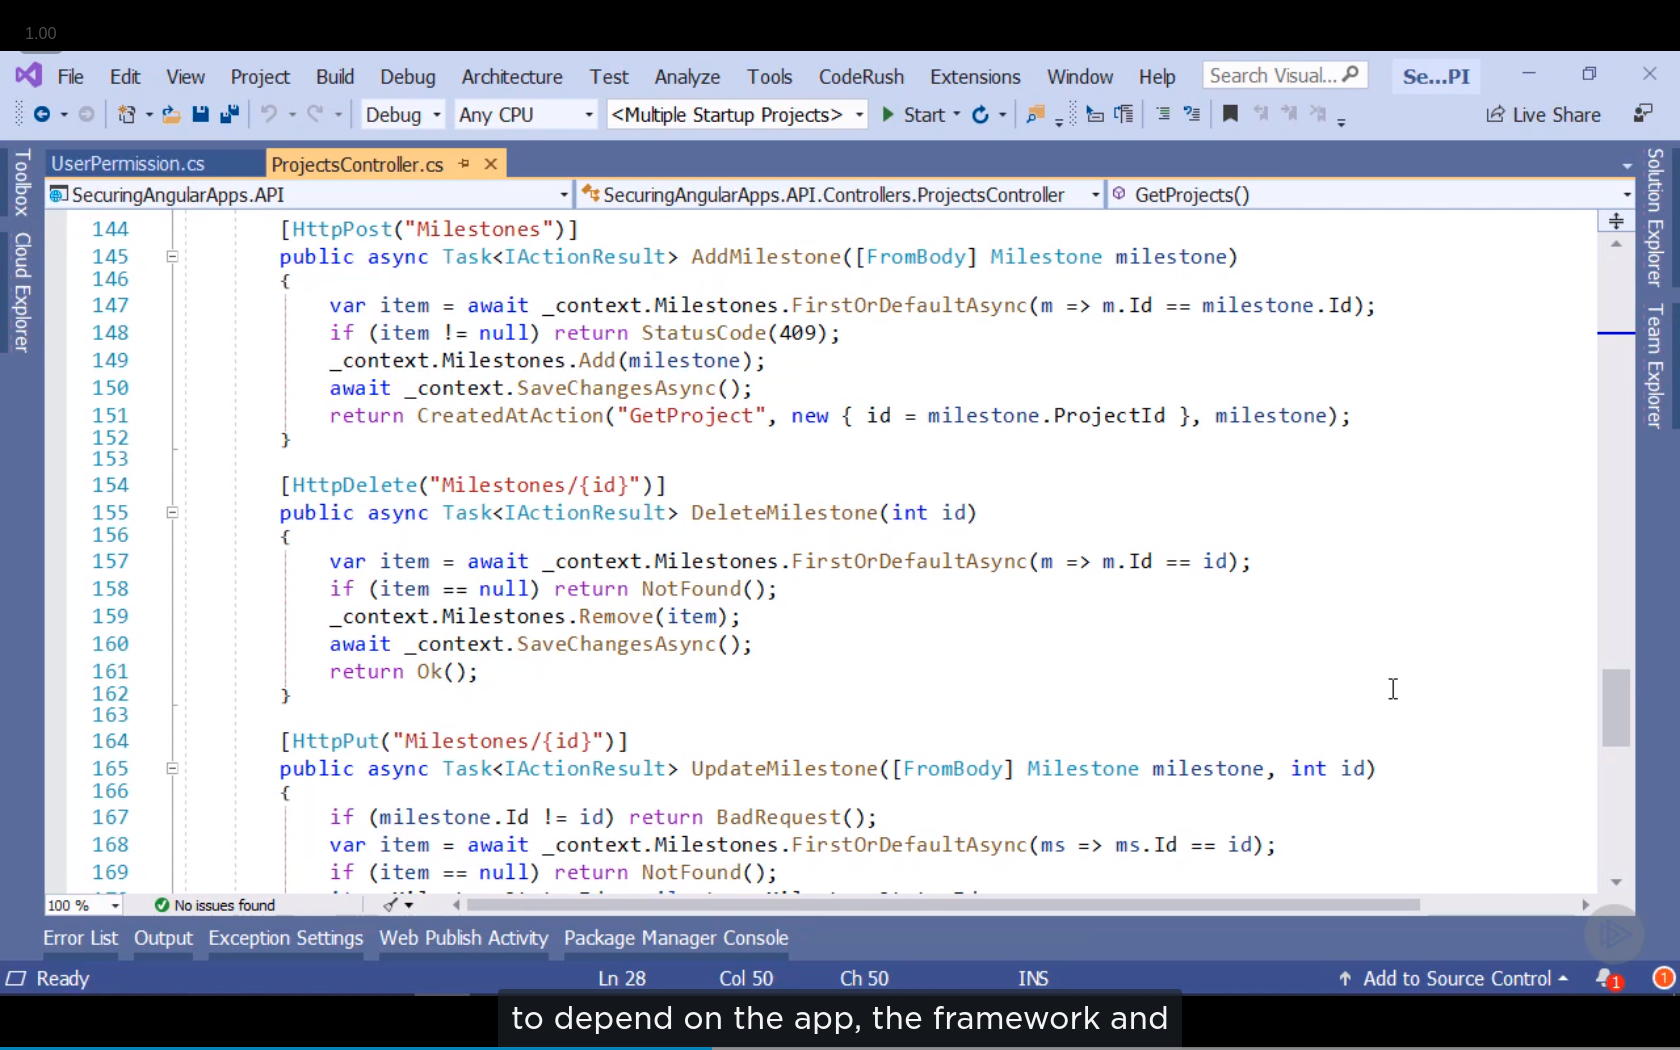 1.00
File Edit View Project Build Debug Architecture Test Analyze Tools CodeRush Extensions Window Help Search Visual... Se...PI
Debug Any CPU <Multiple Startup Projects> Start Live Share
UserPermission.cs ProjectsController.cs
SecuringAngularApps.API SecuringAngularApps.API.Controllers.ProjectsController GetProjects()
Toolbox
Cloud Explorer
Solution Explorer
Team Explorer
144 [HttpPost("Milestones")]
145 public async Task<IActionResult> AddMilestone([FromBody] Milestone milestone)
146 {
147 var item = await _context.Milestones.FirstOrDefaultAsync(m => m.Id == milestone.Id);
148 if (item != null) return StatusCode(409);
149 _context.Milestones.Add(milestone);
150 await _context.SaveChangesAsync();
151 return CreatedAtAction("GetProject", new { id = milestone.ProjectId }, milestone);
152 }
153
154 [HttpDelete("Milestones/{id}")]
155 public async Task<IActionResult> DeleteMilestone(int id)
156 {
157 var item = await _context.Milestones.FirstOrDefaultAsync(m => m.Id == id);
158 if (item == null) return NotFound();
159 _context.Milestones.Remove(item);
160 await _context.SaveChangesAsync();
161 return Ok();
162 }
163
164 [HttpPut("Milestones/{id}")]
165 public async Task<IActionResult> UpdateMilestone([FromBody] Milestone milestone, int id)
166 {
167 if (milestone.Id != id) return BadRequest();
168 var item = await _context.Milestones.FirstOrDefaultAsync(ms => ms.Id == id);
169 if (item == null) return NotFound();
100 % No issues found
Error List Output Exception Settings Web Publish Activity Package Manager Console
Ready Ln 28 Col 50 Ch 50 INS Add to Source Control 1 1
to depend on the app, the framework and